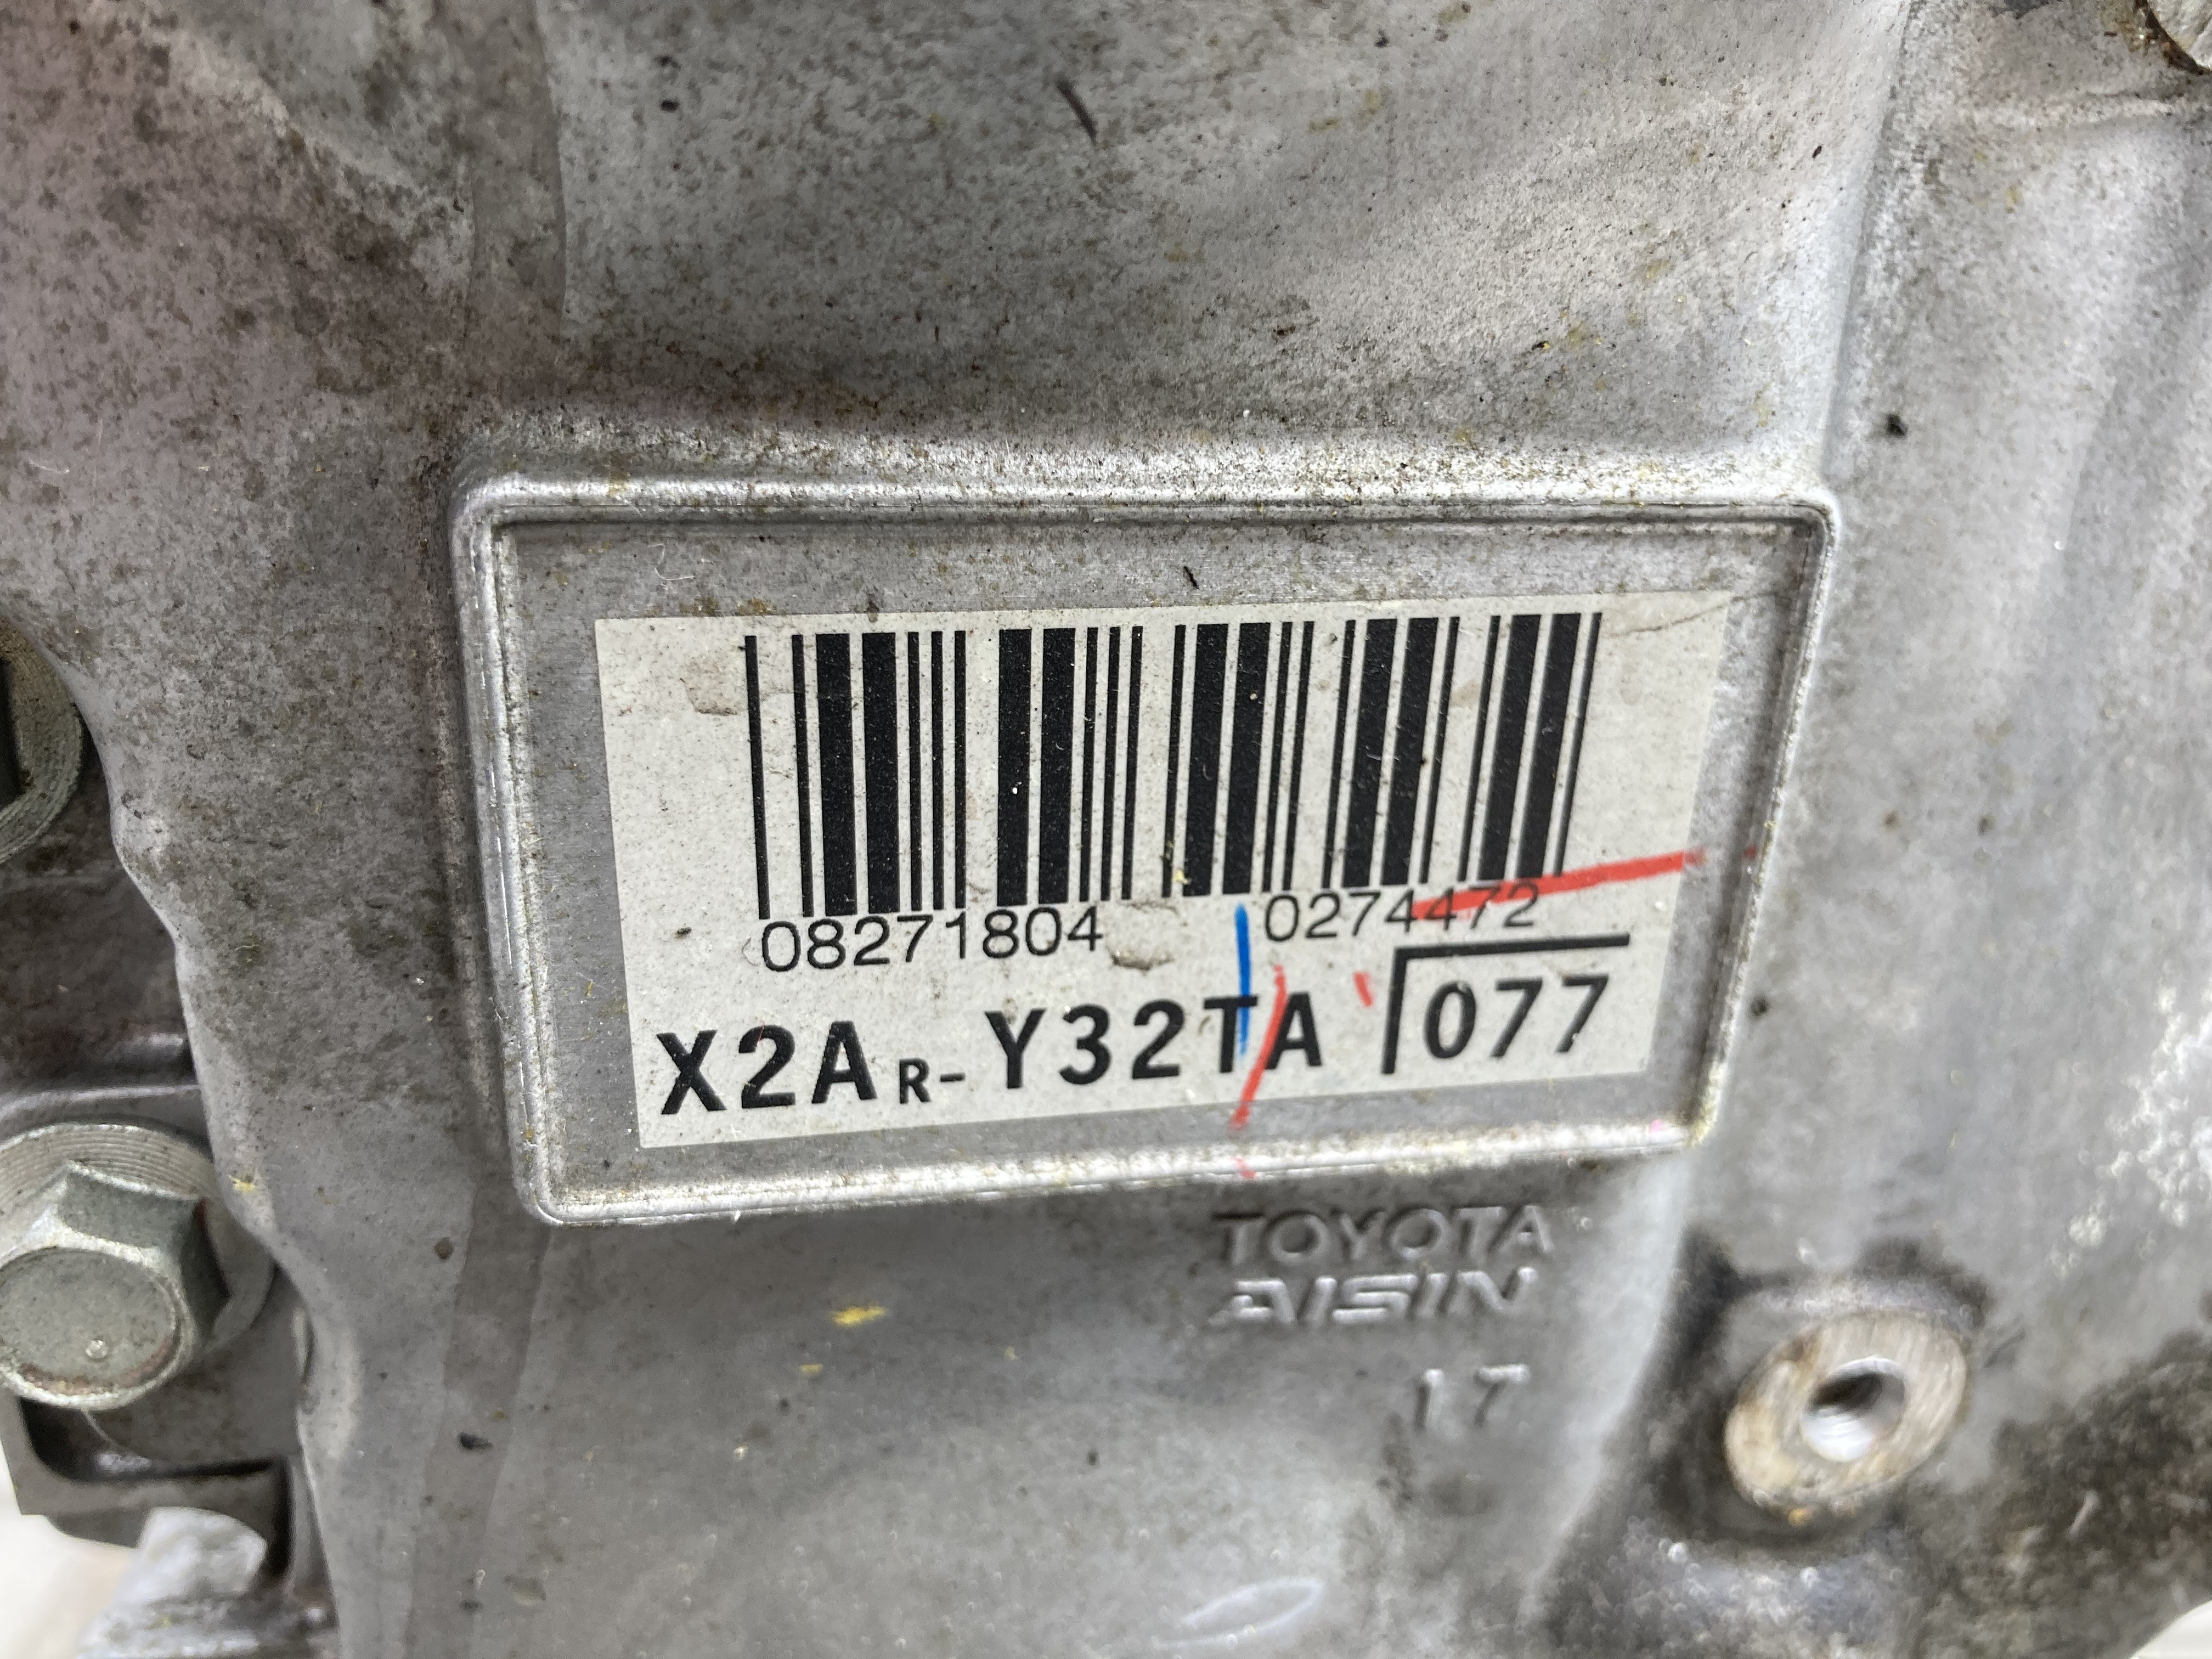 08271804 0274472
X2AR-Y32TA 077
TOYOTA
AISIN
17